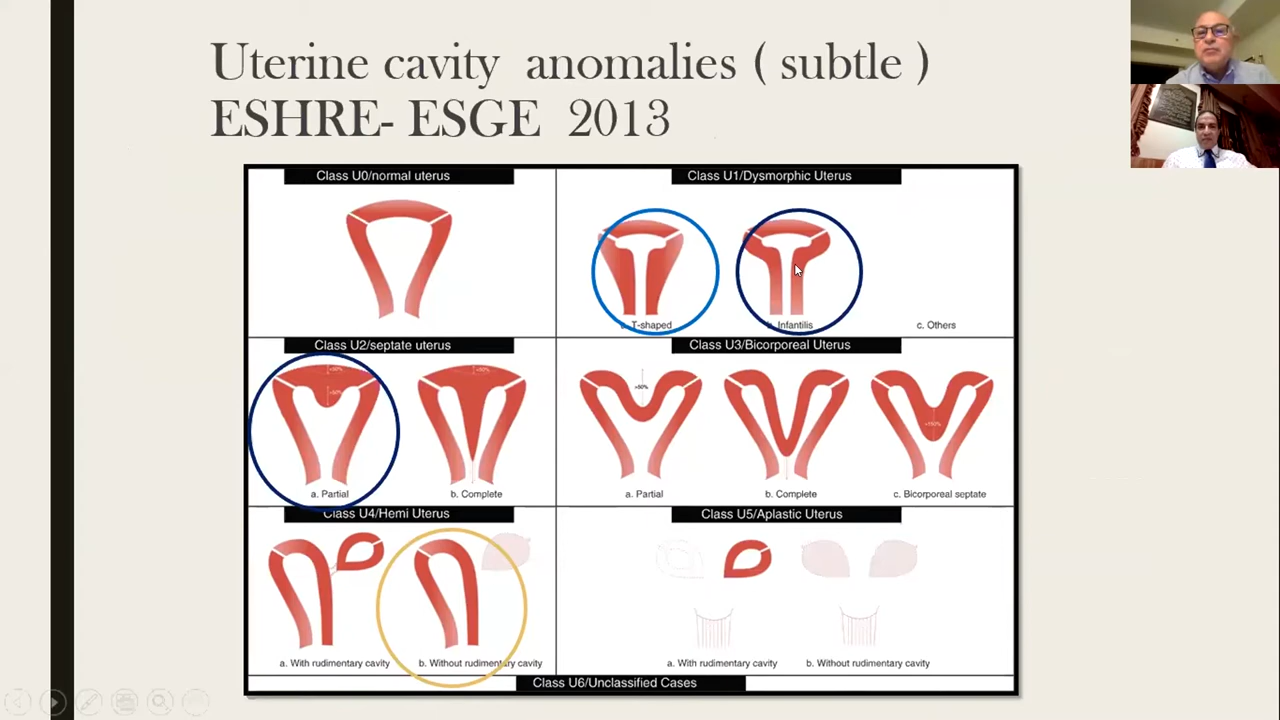 Uterine cavity anomalies ( subtle )
ESHRE- ESGE 2013
Class U0/normal uterus
Class U1/Dysmorphic Uterus
T-shaped
Infantilis
c. Others
Class U2/septate uterus
Class U3/Bicorporeal Uterus
>50%
a. Partial
b. Complete
a. Partial
b. Complete
c. Bicorporeal septate
Class U4/Hemi Uterus
Class U5/Aplastic Uterus
a. With rudimentary cavity
b. Without rudimentary cavity
a. With rudimentary cavity
b. Without rudimentary cavity
Class U6/Unclassified Cases